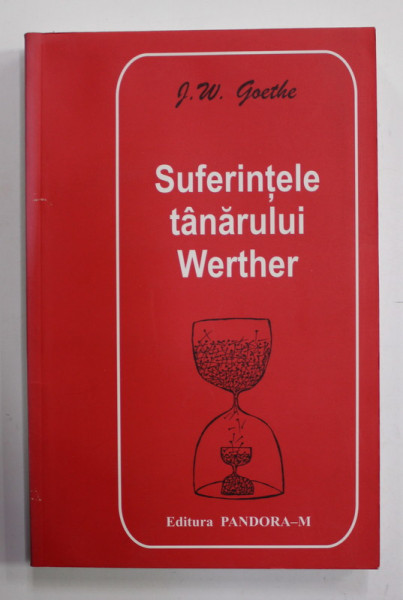 J.W. Goethe
Suferințele
tânărului
Werther
Editura PANDORA–M